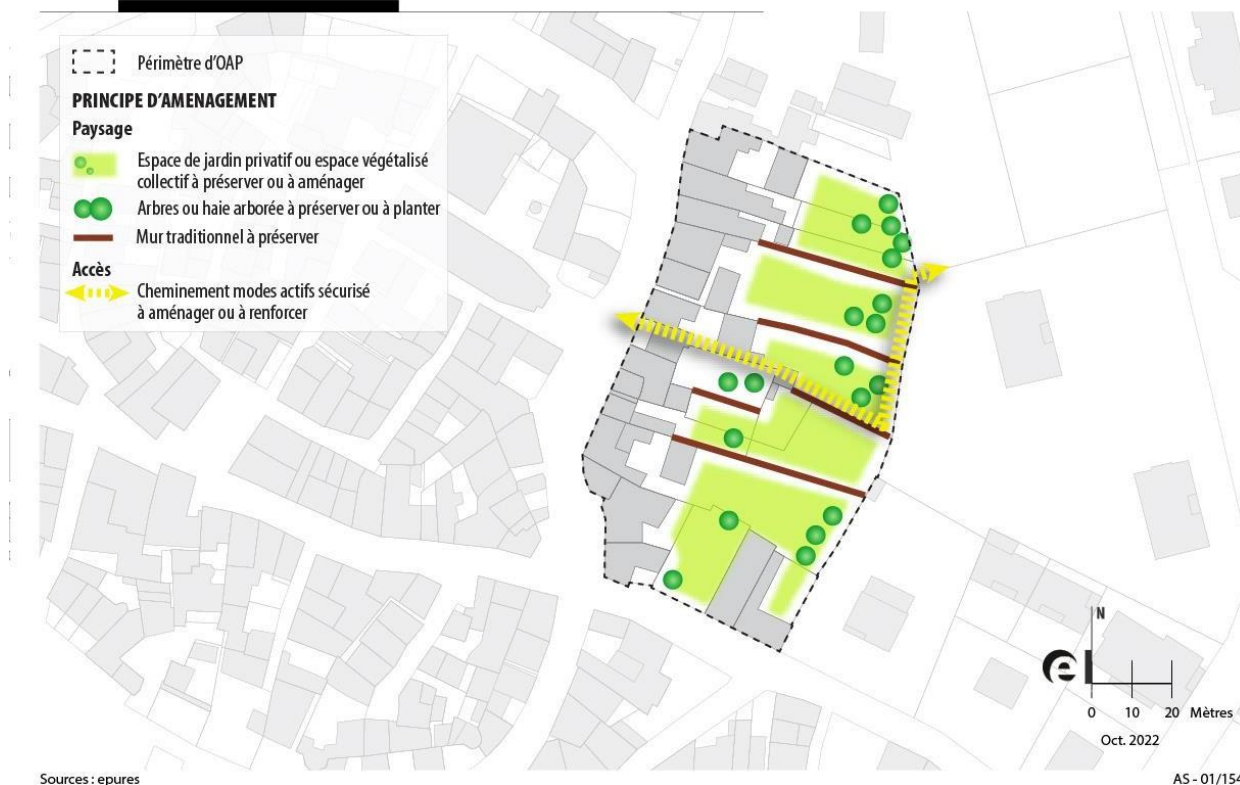 Périmètre d'OAP
PRINCIPE D'AMENAGEMENT
Paysage
Espace de jardin privatif ou espace végétalisé
collectif à préserver ou à aménager
Arbres ou haie arborée à préserver ou à planter
Mur traditionnel à préserver
Accès
Cheminement modes actifs sécurisé
à aménager ou à renforcer
N
e
0 10 20 Mètres
Oct. 2022
Sources : epures
AS - 01/154